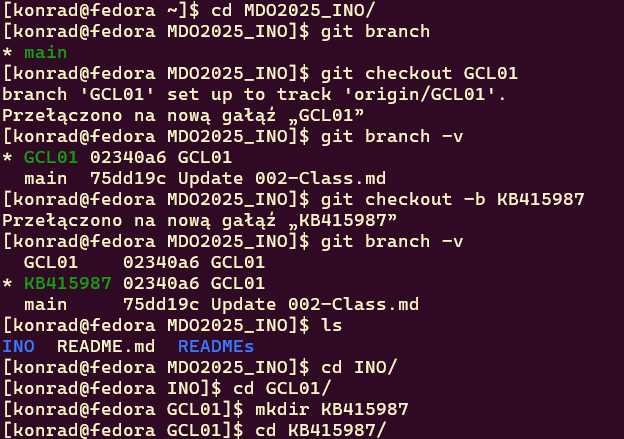 [konrad@fedora ~]$ cd MDO2025_INO/
[konrad@fedora MDO2025_INO]$ git branch
* main
[konrad@fedora MDO2025_INO]$ git checkout GCL01
branch 'GCL01' set up to track 'origin/GCL01'.
Przełączono na nową gałąź „GCL01”
[konrad@fedora MDO2025_INO]$ git branch -v
* GCL01 02340a6 GCL01
  main  75dd19c Update 002-Class.md
[konrad@fedora MDO2025_INO]$ git checkout -b KB415987
Przełączono na nową gałąź „KB415987”
[konrad@fedora MDO2025_INO]$ git branch -v
  GCL01    02340a6 GCL01
* KB415987 02340a6 GCL01
  main     75dd19c Update 002-Class.md
[konrad@fedora MDO2025_INO]$ ls
INO  README.md  READMEs
[konrad@fedora MDO2025_INO]$ cd INO/
[konrad@fedora INO]$ cd GCL01/
[konrad@fedora GCL01]$ mkdir KB415987
[konrad@fedora GCL01]$ cd KB415987/